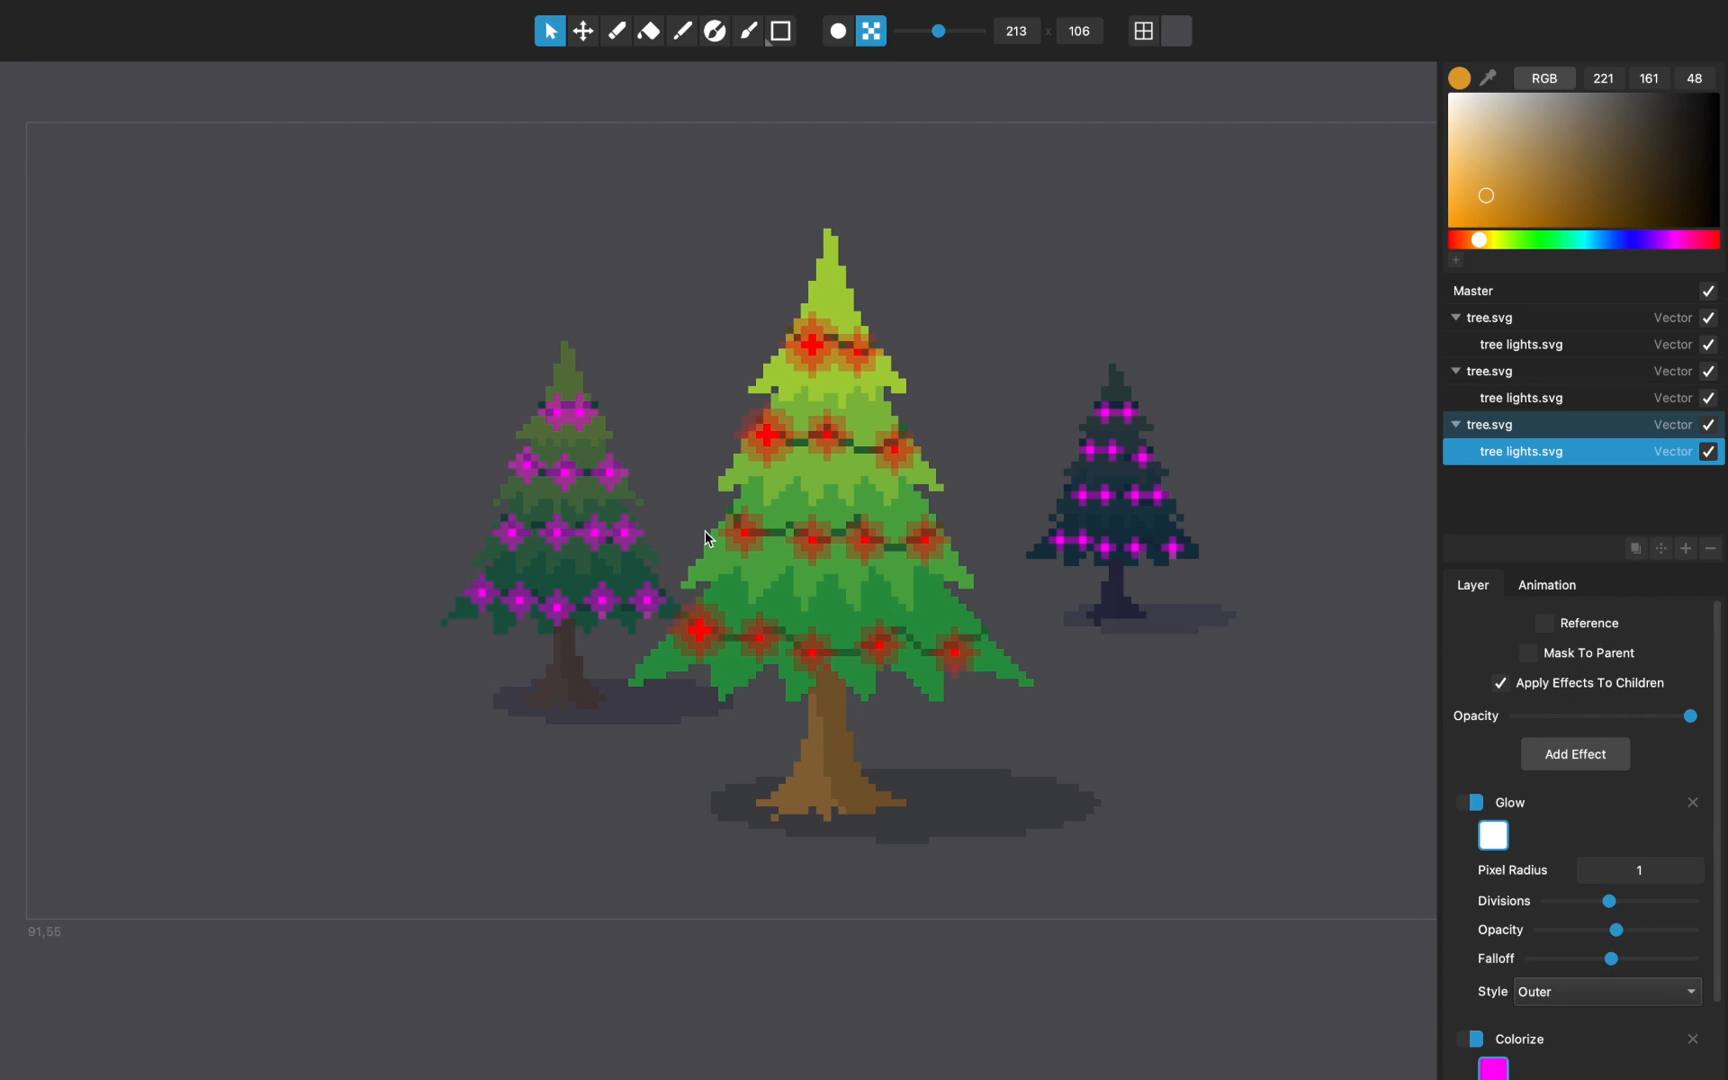 213 x 106
RGB 221 161 48
Master
tree.svg Vector
tree lights.svg Vector
tree.svg Vector
tree lights.svg Vector
tree.svg Vector
tree lights.svg Vector
Layer Animation
Reference
Mask To Parent
Apply Effects To Children
Opacity
Add Effect
Glow
Pixel Radius 1
Divisions
Opacity
Falloff
Style Outer
Colorize
91,55